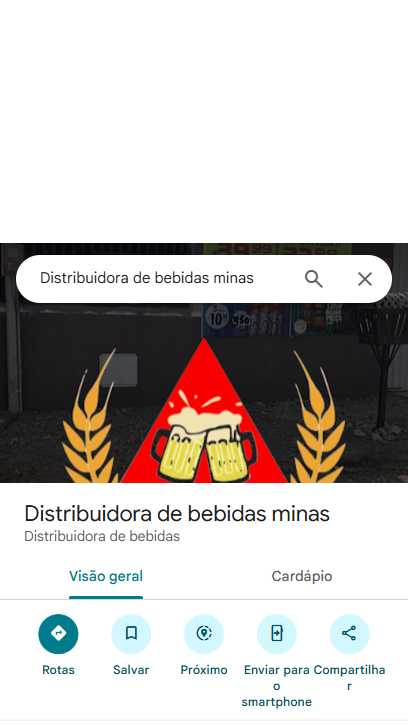 Distribuidora de bebidas minas
Distribuidora de bebidas minas
Distribuidora de bebidas
Visão geral
Cardápio
Rotas
Salvar
Próximo
Enviar para
o
smartphone
Compartilha
r